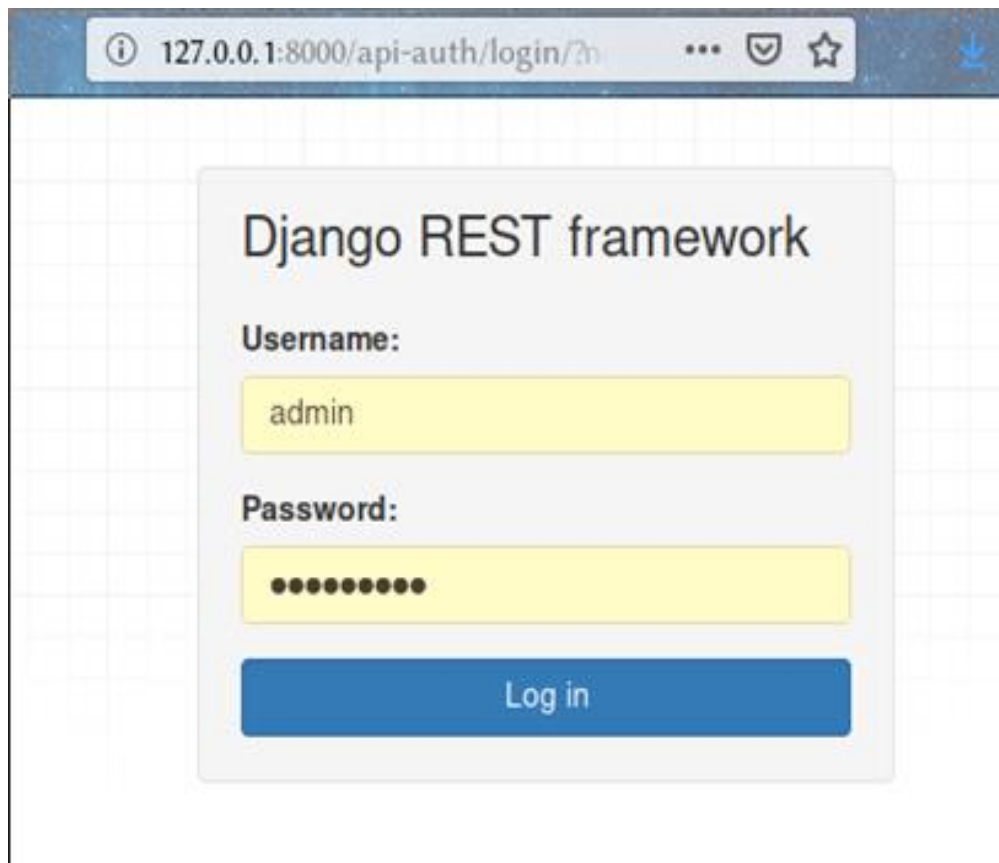 127.0.0.1:8000/api-auth/login/?n
Django REST framework
Username:
admin
Password:
•••••••••
Log in